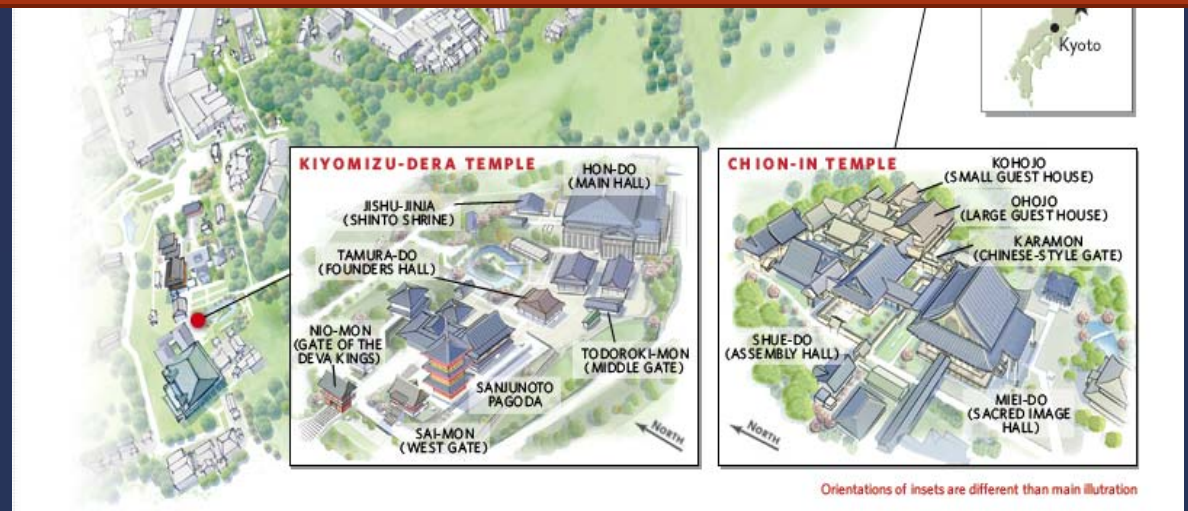 Kyoto
KIYOMIZU-DERA TEMPLE
HON-DO
(MAIN HALL)
JISHU-JINJA
(SHINTO SHRINE)
TAMURA-DO
(FOUNDERS HALL)
NIO-MON
(GATE OF THE
DEVA KINGS)
TODOROKI-MON
(MIDDLE GATE)
SANJUNOTO
PAGODA
SAI-MON
(WEST GATE)
NORTH
CHION-IN TEMPLE
KOHOJO
(SMALL GUEST HOUSE)
OHOJO
(LARGE GUEST HOUSE)
KARAMON
(CHINESE-STYLE GATE)
SHUE-DO
(ASSEMBLY HALL)
MIEI-DO
(SACRED IMAGE
HALL)
NORTH
Orientations of insets are different than main illutration